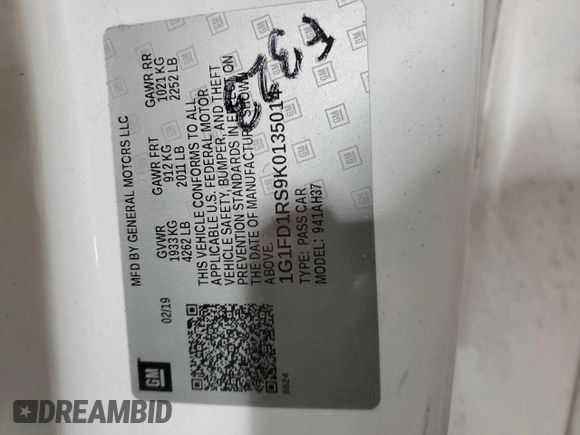 MFD BY GENERAL MOTORS LLC
02/19
GVWR
1933 KG
4262 LB
GAWR FRT
912 KG
2011 LB
GAWR RR
1021 KG
2252 LB
THIS VEHICLE CONFORMS TO ALL
APPLICABLE U.S. FEDERAL MOTOR
VEHICLE SAFETY, BUMPER, AND THEFT
PREVENTION STANDARDS IN ON
THE DATE OF MANUFACTURE SHOWN
ABOVE.
TYPE: PASS CAR
MODEL: 941AH37
GM
8624
DREAMBID